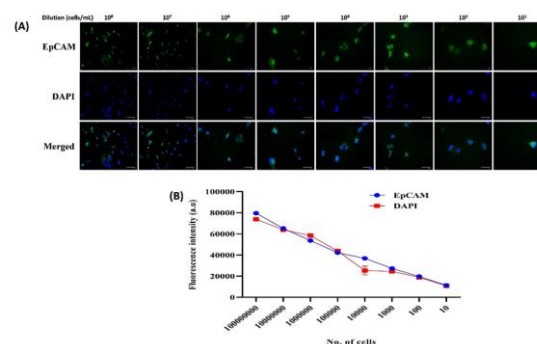 Dilution (cells/mL) 10⁸ 10⁷ 10⁶ 10⁵ 10⁴ 10³ 10² 10¹
(A)
EpCAM
DAPI
Merged
(B)
EpCAM
DAPI
Fluorescence intensity (a.u)
100000
80000
60000
40000
20000
0
100000000 10000000 1000000 100000 10000 1000 100 10
No. of cells